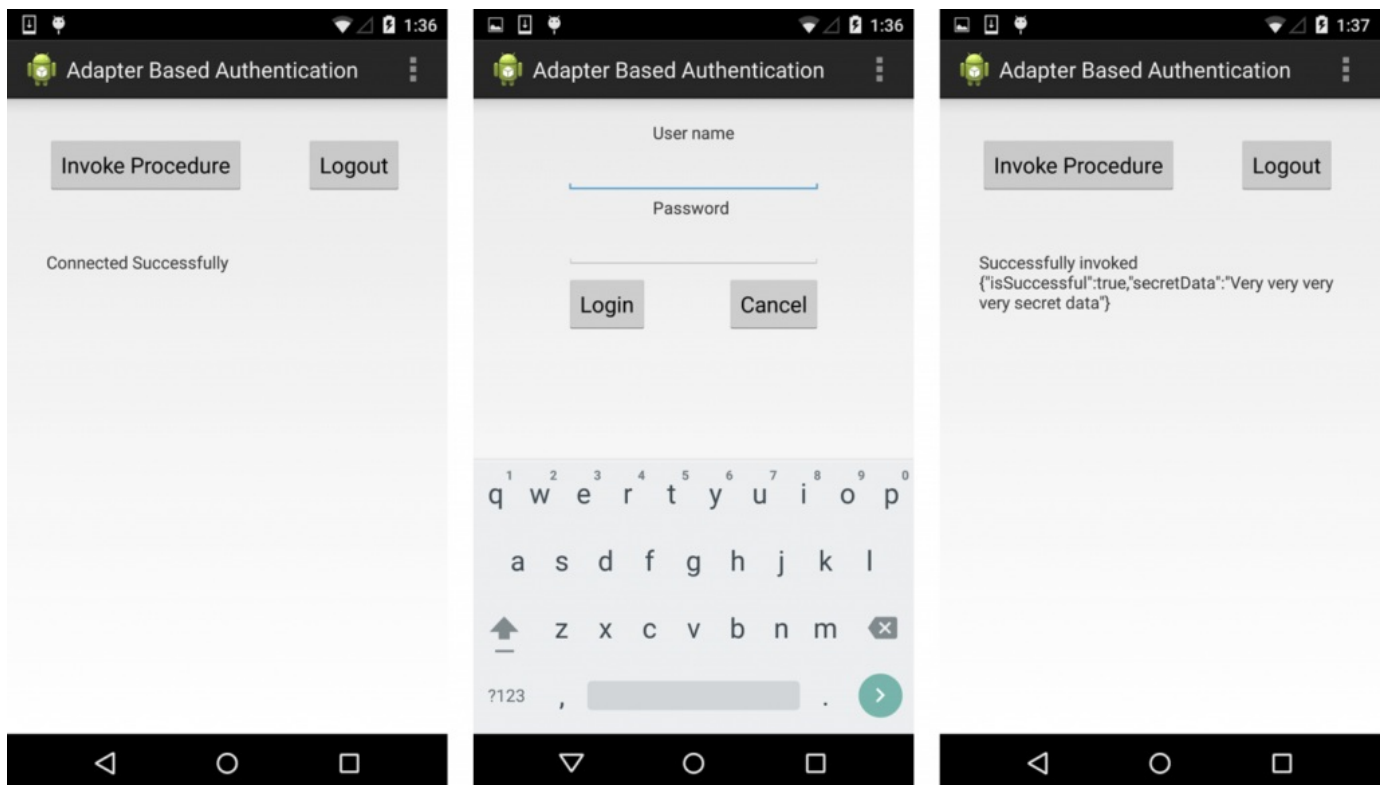 1:36
Adapter Based Authentication
Invoke Procedure
Logout
Connected Successfully
1:36
Adapter Based Authentication
User name
Password
Login
Cancel
1 2 3 4 5 6 7 8 9 0
q w e r t y u i o p
a s d f g h j k l
z x c v b n m
?123 , .
1:37
Adapter Based Authentication
Invoke Procedure
Logout
Successfully invoked
{"isSuccessful":true,"secretData":"Very very very
very secret data"}